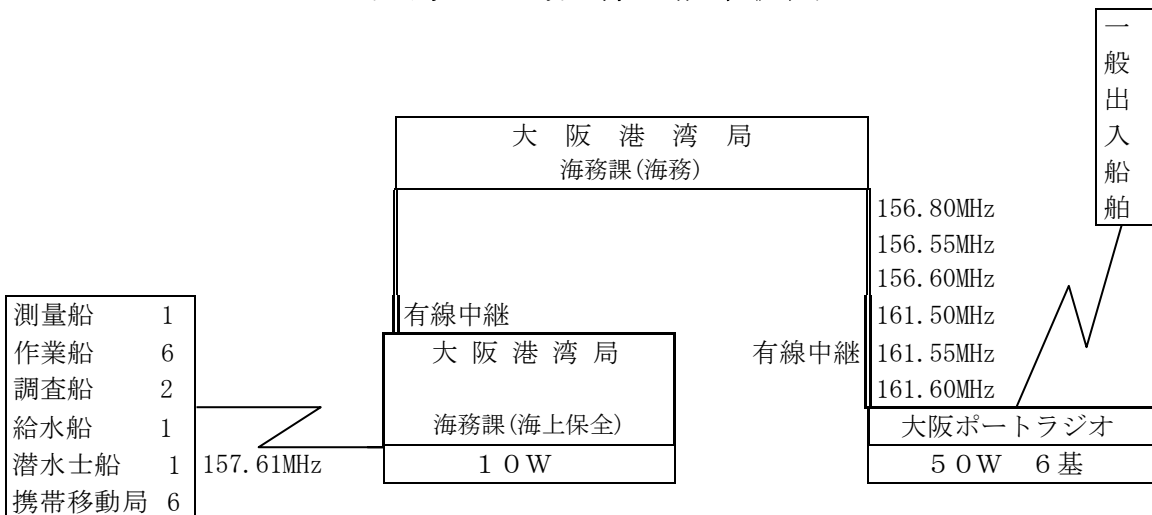 一般出入船舶
大 阪 港 湾 局
海務課(海務)
156.80MHz
156.55MHz
156.60MHz
161.50MHz
161.55MHz
161.60MHz
有線中継
有線中継
測量船 1
作業船 6
調査船 2
給水船 1
潜水士船 1
携帯移動局 6
157.61MHz
大 阪 港 湾 局
海務課(海上保全)
１０Ｗ
大阪ポートラジオ
５０Ｗ ６基